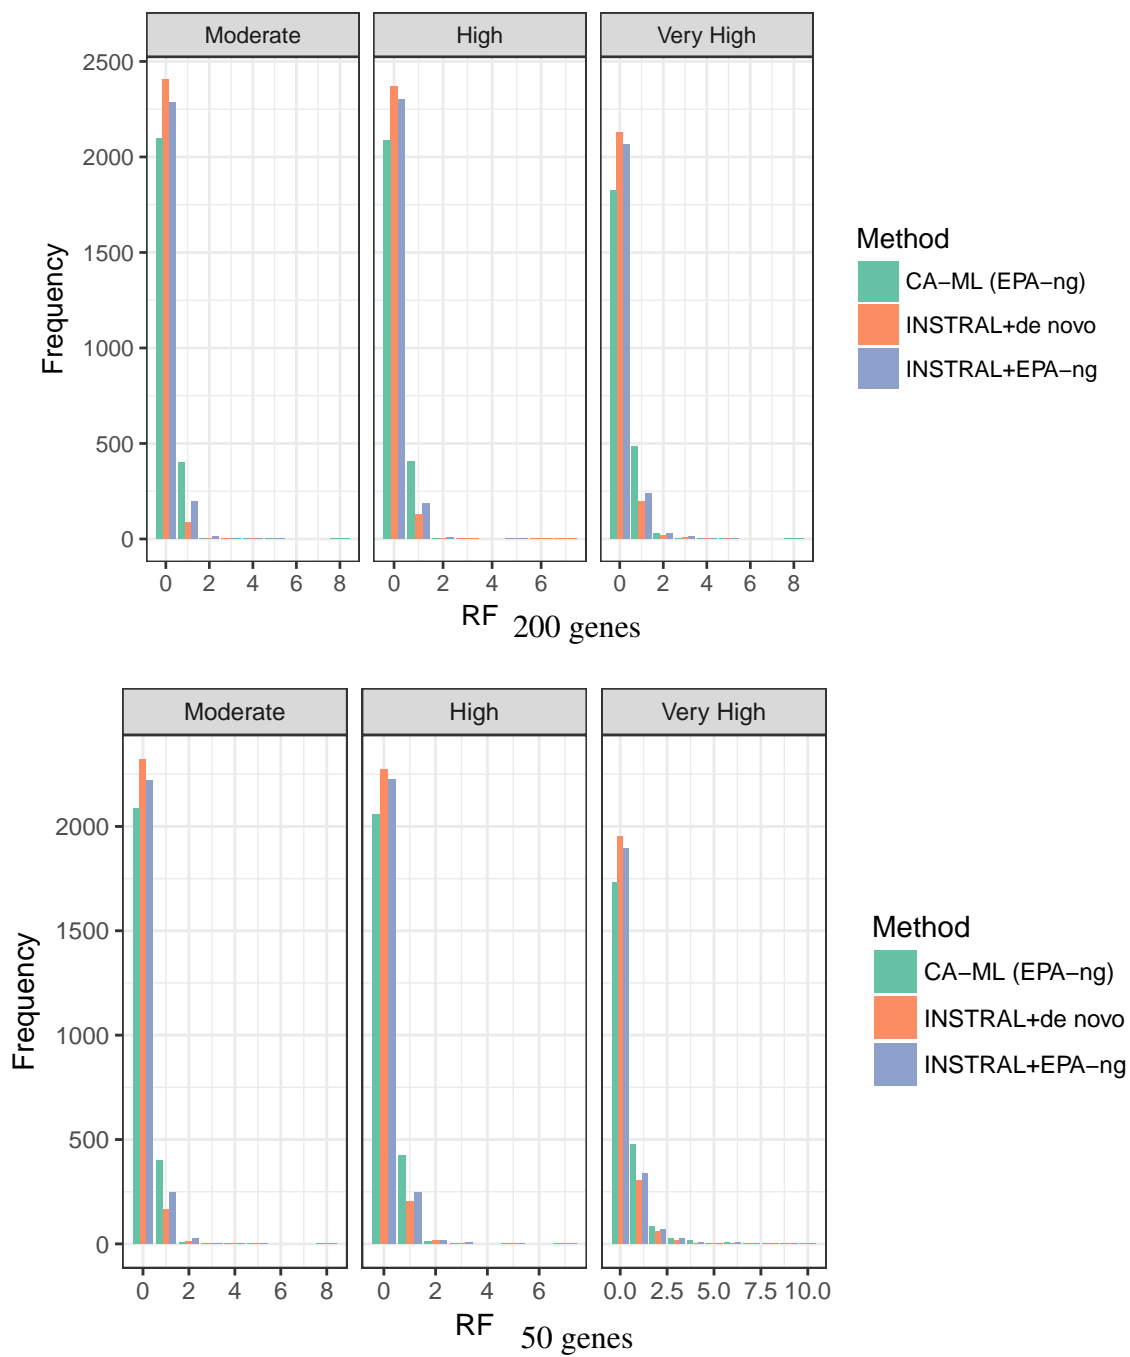 Moderate High Very High
2500
2000
1500
1000
500
0
Frequency
0 2 4 6 8 0 2 4 6 0 2 4 6 8
RF 200 genes
Method
CA−ML (EPA−ng)
INSTRAL+de novo
INSTRAL+EPA−ng
Moderate High Very High
2000
1500
1000
500
0
Frequency
0 2 4 6 8 0 2 4 6 0.0 2.5 5.0 7.5 10.0
RF 50 genes
Method
CA−ML (EPA−ng)
INSTRAL+de novo
INSTRAL+EPA−ng